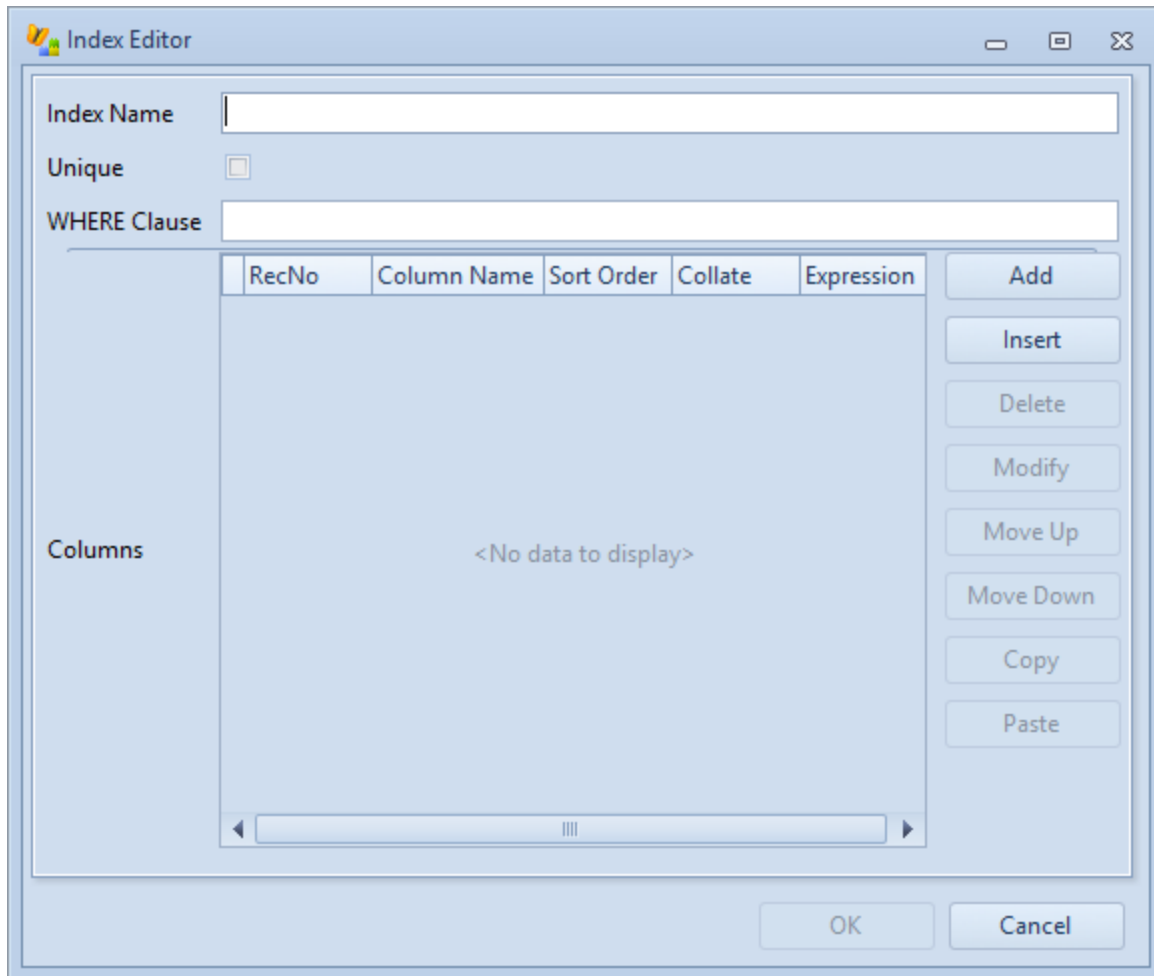 Index Editor
Index Name
Unique
WHERE Clause
RecNo Column Name Sort Order Collate Expression
Add
Insert
Delete
Modify
Move Up
Columns
<No data to display>
Move Down
Copy
Paste
OK
Cancel